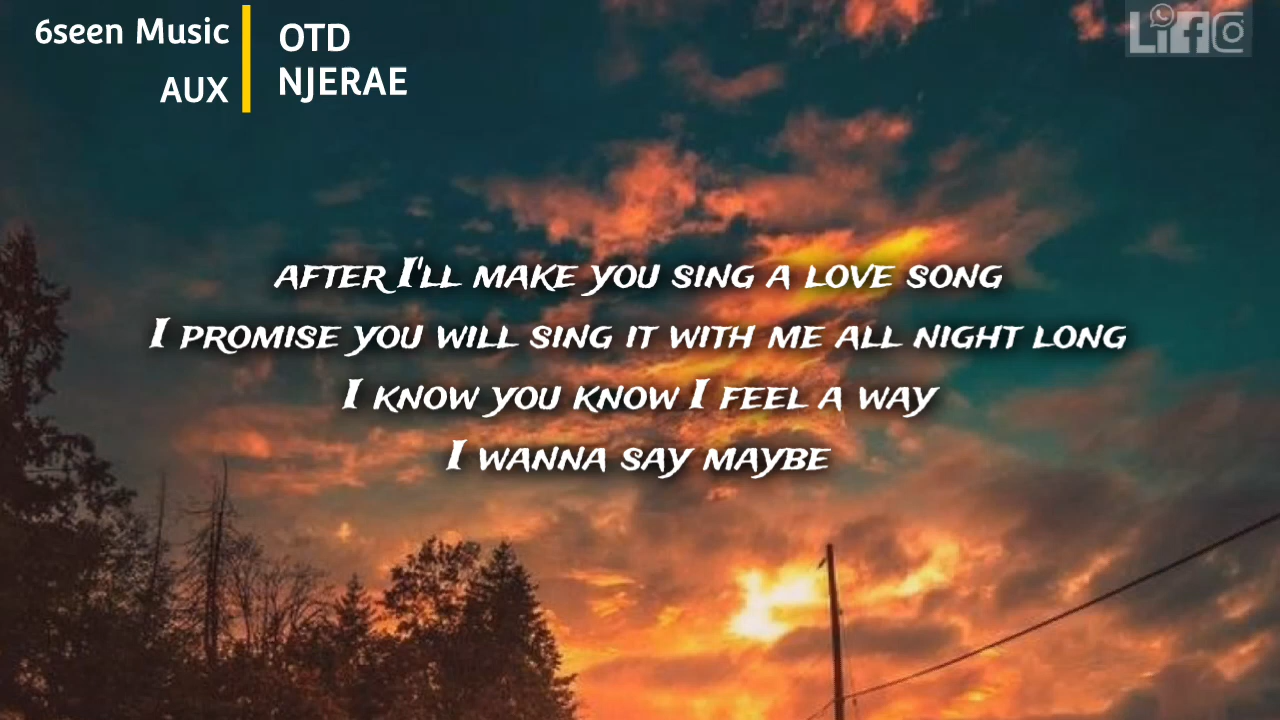 6seen Music
AUX
OTD
NJERAE
LiFO
AFTER I'LL MAKE YOU SING A LOVE SONG
I PROMISE YOU WILL SING IT WITH ME ALL NIGHT LONG
I KNOW YOU KNOW I FEEL A WAY
I WANNA SAY MAYBE